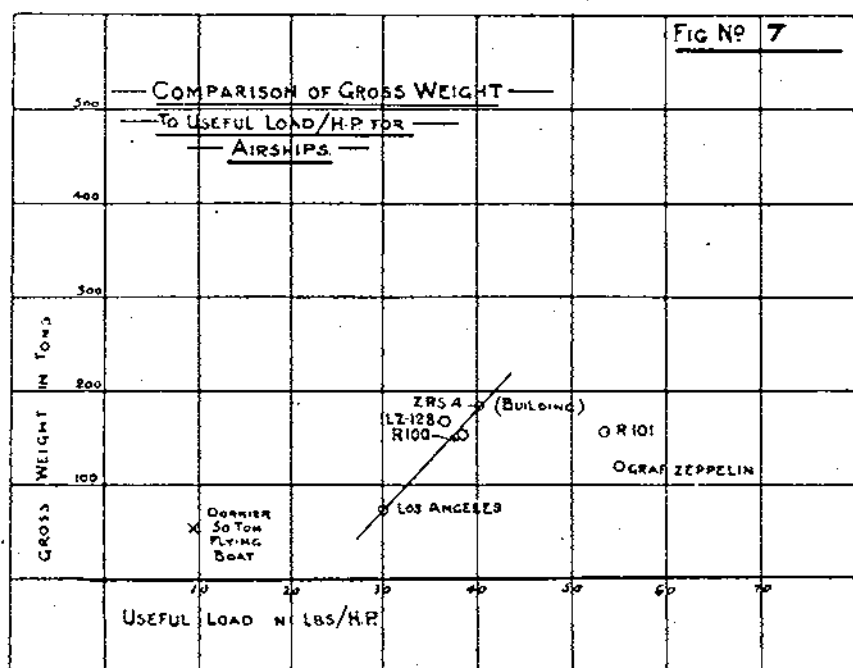 FIG Nº 7
COMPARISON OF GROSS WEIGHT
TO USEFUL LOAD/H.P. FOR
AIRSHIPS.
500
400
300
200
100
GROSS WEIGHT IN TONS
ZRS4 (BUILDING)
LZ-128
R100
R101
GRAF ZEPPELIN
LOS ANGELES
DORNIER
50 TON
FLYING
BOAT
10 20 30 40 50 60 70
USEFUL LOAD IN LBS/H.P.